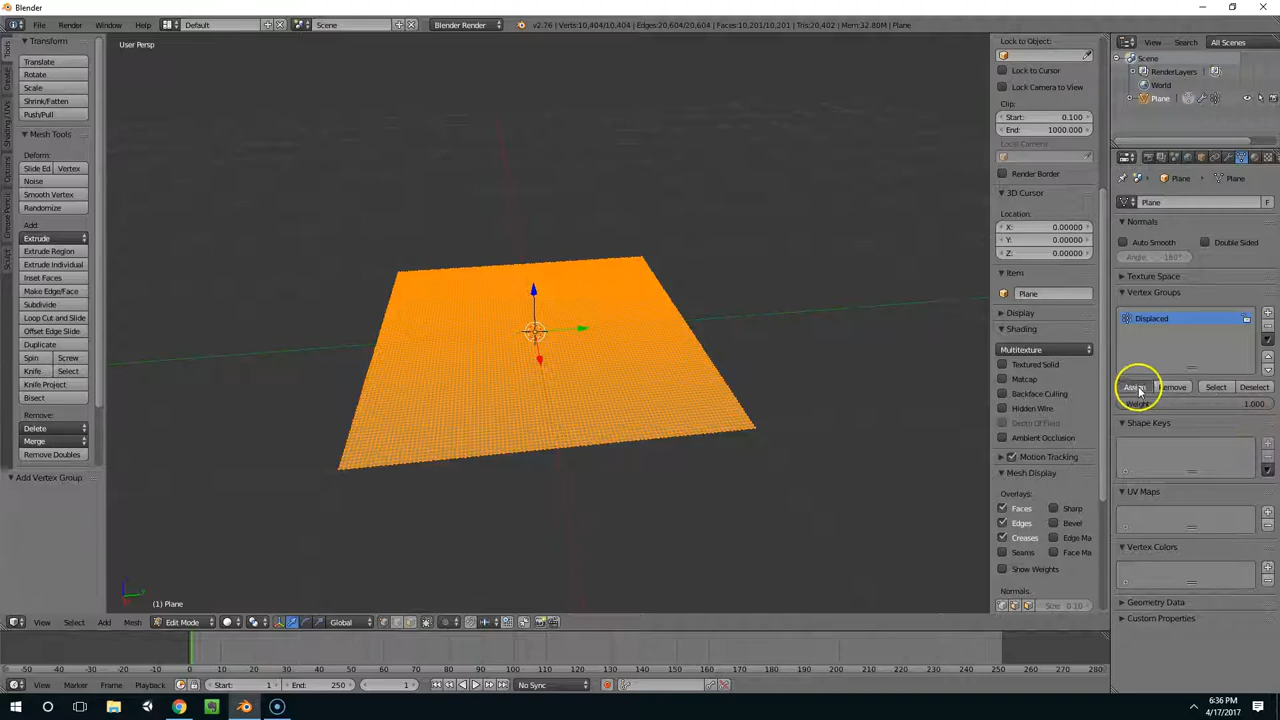 Blender
File Render Window Help Default Scene Blender Render v2.76 | Verts:10,404/10,404 | Edges:20,604/20,604 | Faces:10,201/10,201 | Tris:20,402 | Mem:32.80M | Plane
Transform
Translate
Rotate
Scale
Shrink/Fatten
Push/Pull
Mesh Tools
Deform:
Slide Ed Vertex
Noise
Smooth Vertex
Randomize
Add:
Extrude
Extrude Region
Extrude Individual
Inset Faces
Make Edge/Face
Subdivide
Loop Cut and Slide
Offset Edge Slide
Duplicate
Spin Screw
Knife Select
Knife Project
Bisect
Remove:
Delete
Merge
Remove Doubles
Add Vertex Group
Tools
Create
Shading/UVs
Options
Grease Pencil
Sculpt
User Persp
(1) Plane
Lock to Object:
Lock to Cursor
Lock Camera to View
Clip:
Start: 0.100
End: 1000.000
Local Camera:
Render Border
3D Cursor
Location:
X: 0.00000
Y: 0.00000
Z: 0.00000
Item
Plane
Display
Shading
Multitexture
Textured Solid
Matcap
Backface Culling
Hidden Wire
Depth Of Field
Ambient Occlusion
Motion Tracking
Mesh Display
Overlays:
Faces Sharp
Edges Bevel
Creases Edge Ma
Seams Face Ma
Show Weights
Normals:
Size: 0.10
View Search All Scenes
Scene
RenderLayers
World
Plane
Plane Plane
Plane F
Normals
Auto Smooth Double Sided
Angle: 180°
Texture Space
Vertex Groups
Displaced
Assign Remove Select Deselect
Weight: 1.000
Shape Keys
UV Maps
Vertex Colors
Geometry Data
Custom Properties
View Select Add Mesh Edit Mode Global
-50 -40 -30 -20 -10 0 10 20 30 40 50 60 70 80 90 100 110 120 130 140 150 160 170 180 190 200 210 220 230 240 250 260 270 280
View Marker Frame Playback Start: 1 End: 250 1 No Sync
6:36 PM
4/17/2017